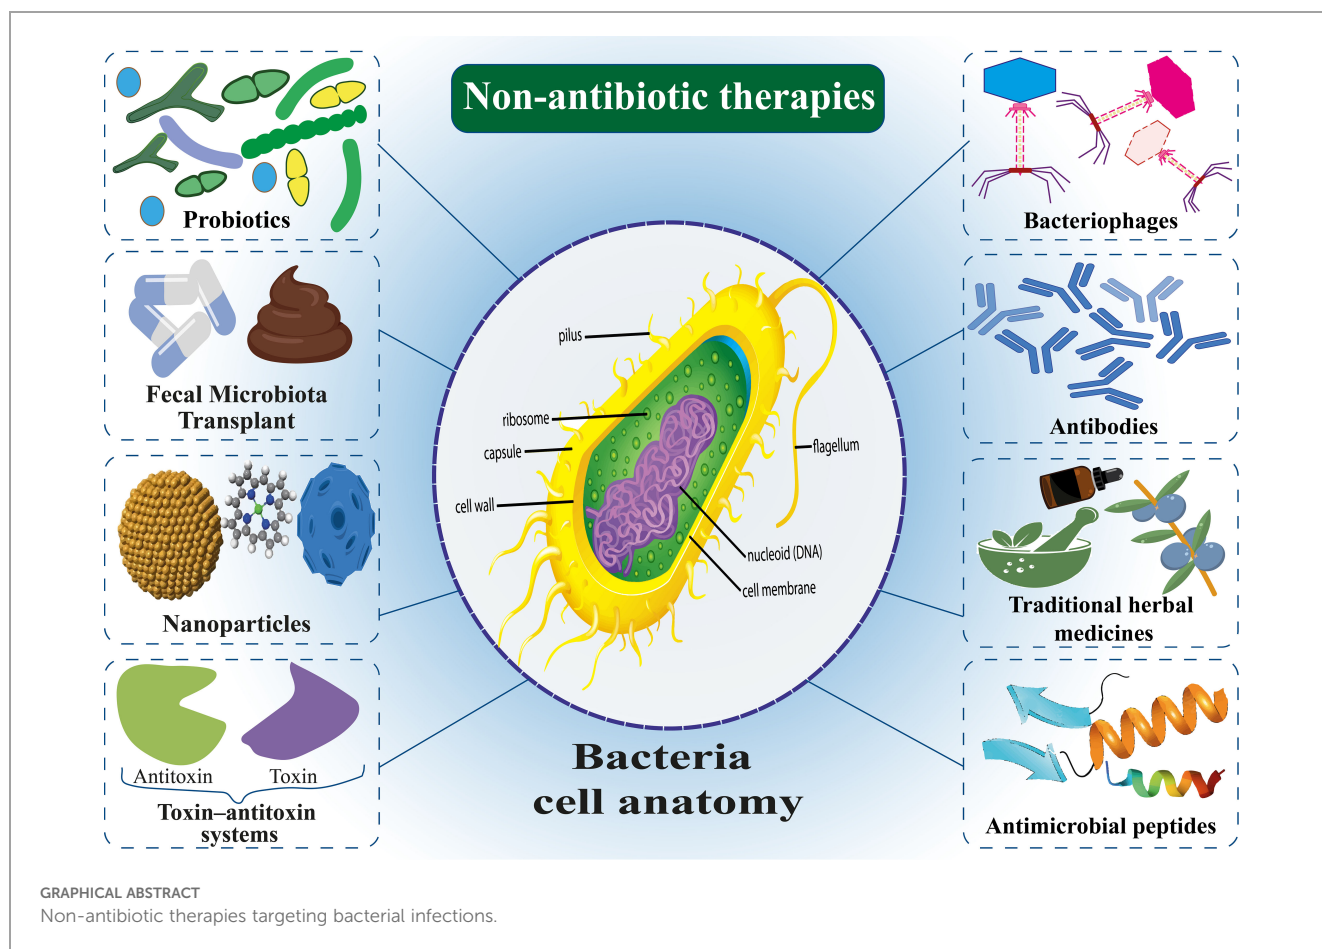 Non-antibiotic therapies
Probiotics
Fecal Microbiota
Transplant
Nanoparticles
Antitoxin
Toxin
Toxin–antitoxin
systems
pilus
ribosome
capsule
cell wall
flagellum
nucleoid (DNA)
cell membrane
Bacteria
cell anatomy
Bacteriophages
Antibodies
Traditional herbal
medicines
Antimicrobial peptides
GRAPHICAL ABSTRACT
Non-antibiotic therapies targeting bacterial infections.